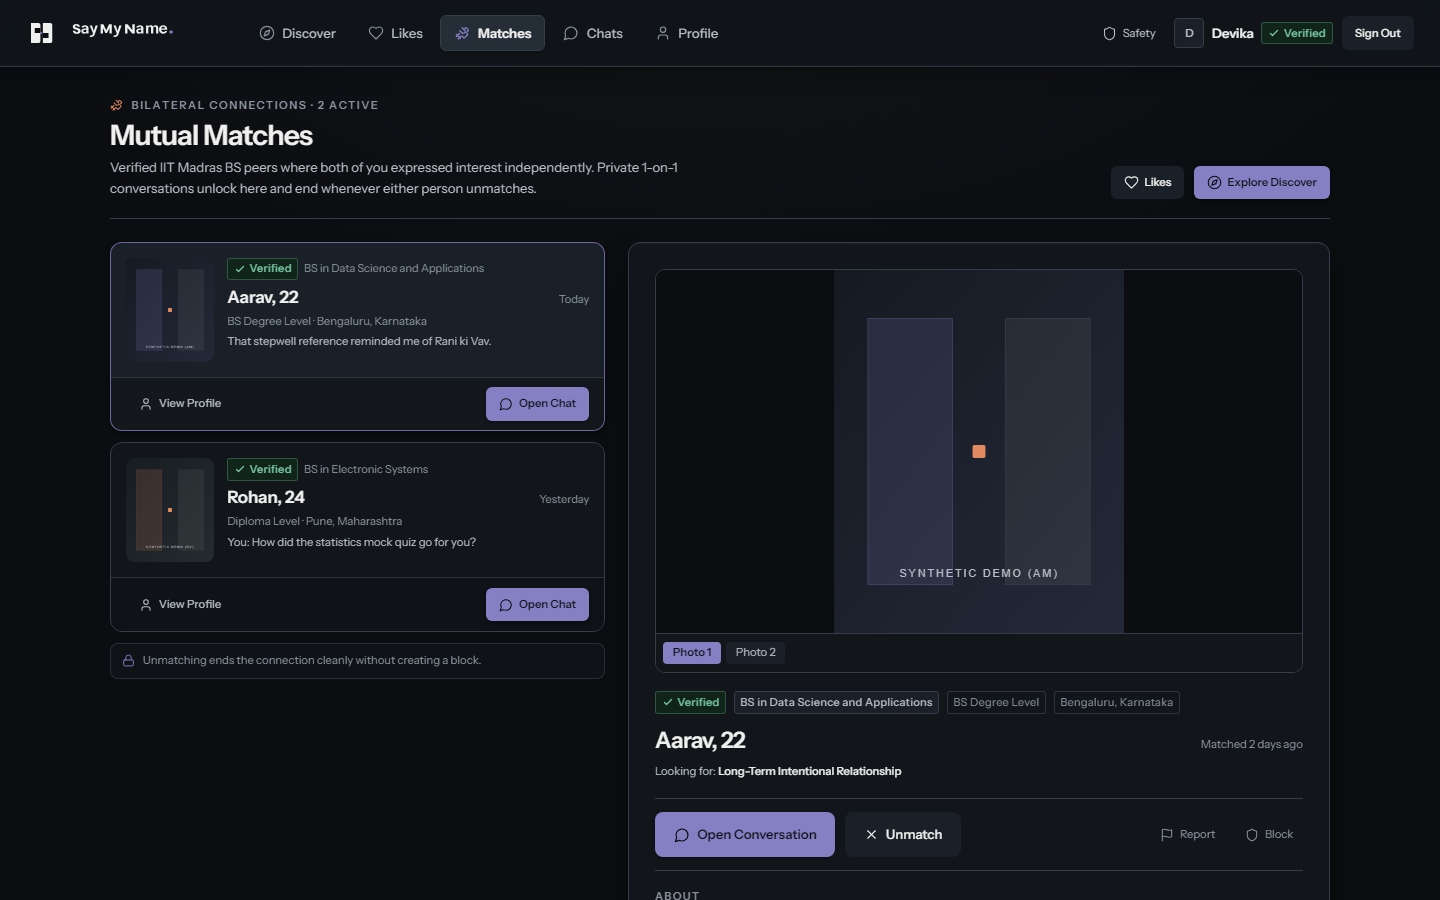 Say My Name.
Discover
Likes
Matches
Chats
Profile
Safety
D
Devika
Verified
Sign Out
BILATERAL CONNECTIONS · 2 ACTIVE
Mutual Matches
Verified IIT Madras BS peers where both of you expressed interest independently. Private 1-on-1
conversations unlock here and end whenever either person unmatches.
Likes
Explore Discover
Verified
BS in Data Science and Applications
Aarav, 22
Today
BS Degree Level · Bengaluru, Karnataka
That stepwell reference reminded me of Rani ki Vav.
SYNTHETIC DEMO (AM)
View Profile
Open Chat
Verified
BS in Electronic Systems
Rohan, 24
Yesterday
Diploma Level · Pune, Maharashtra
You: How did the statistics mock quiz go for you?
View Profile
Open Chat
Unmatching ends the connection cleanly without creating a block.
SYNTHETIC DEMO (AM)
Photo 1
Photo 2
Verified
BS in Data Science and Applications
BS Degree Level
Bengaluru, Karnataka
Aarav, 22
Matched 2 days ago
Looking for: Long-Term Intentional Relationship
Open Conversation
Unmatch
Report
Block
ABOUT